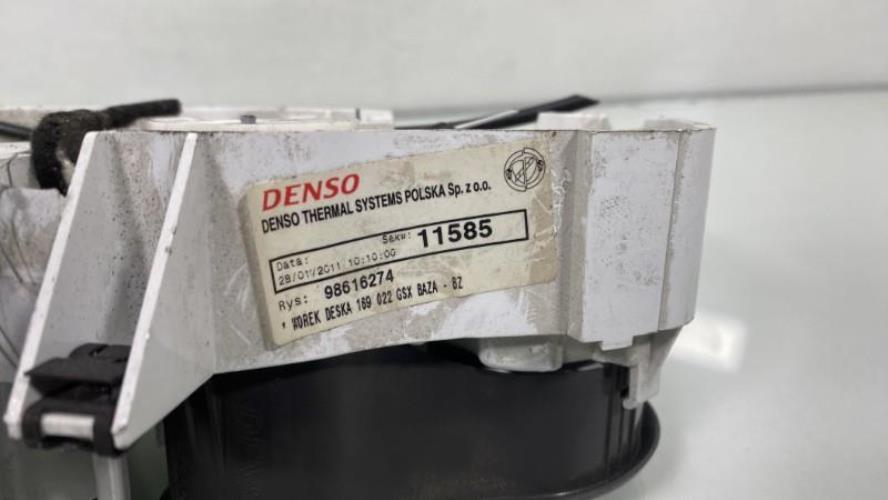 DENSO
DENSO THERMAL SYSTEMS POLSKA Sp. z o.o.
Data: Sekw: 11585
28/01/2011 10:10:00
Rys: 98616274
* WOREK DESKA 169 022 GSX BAZA - BZ